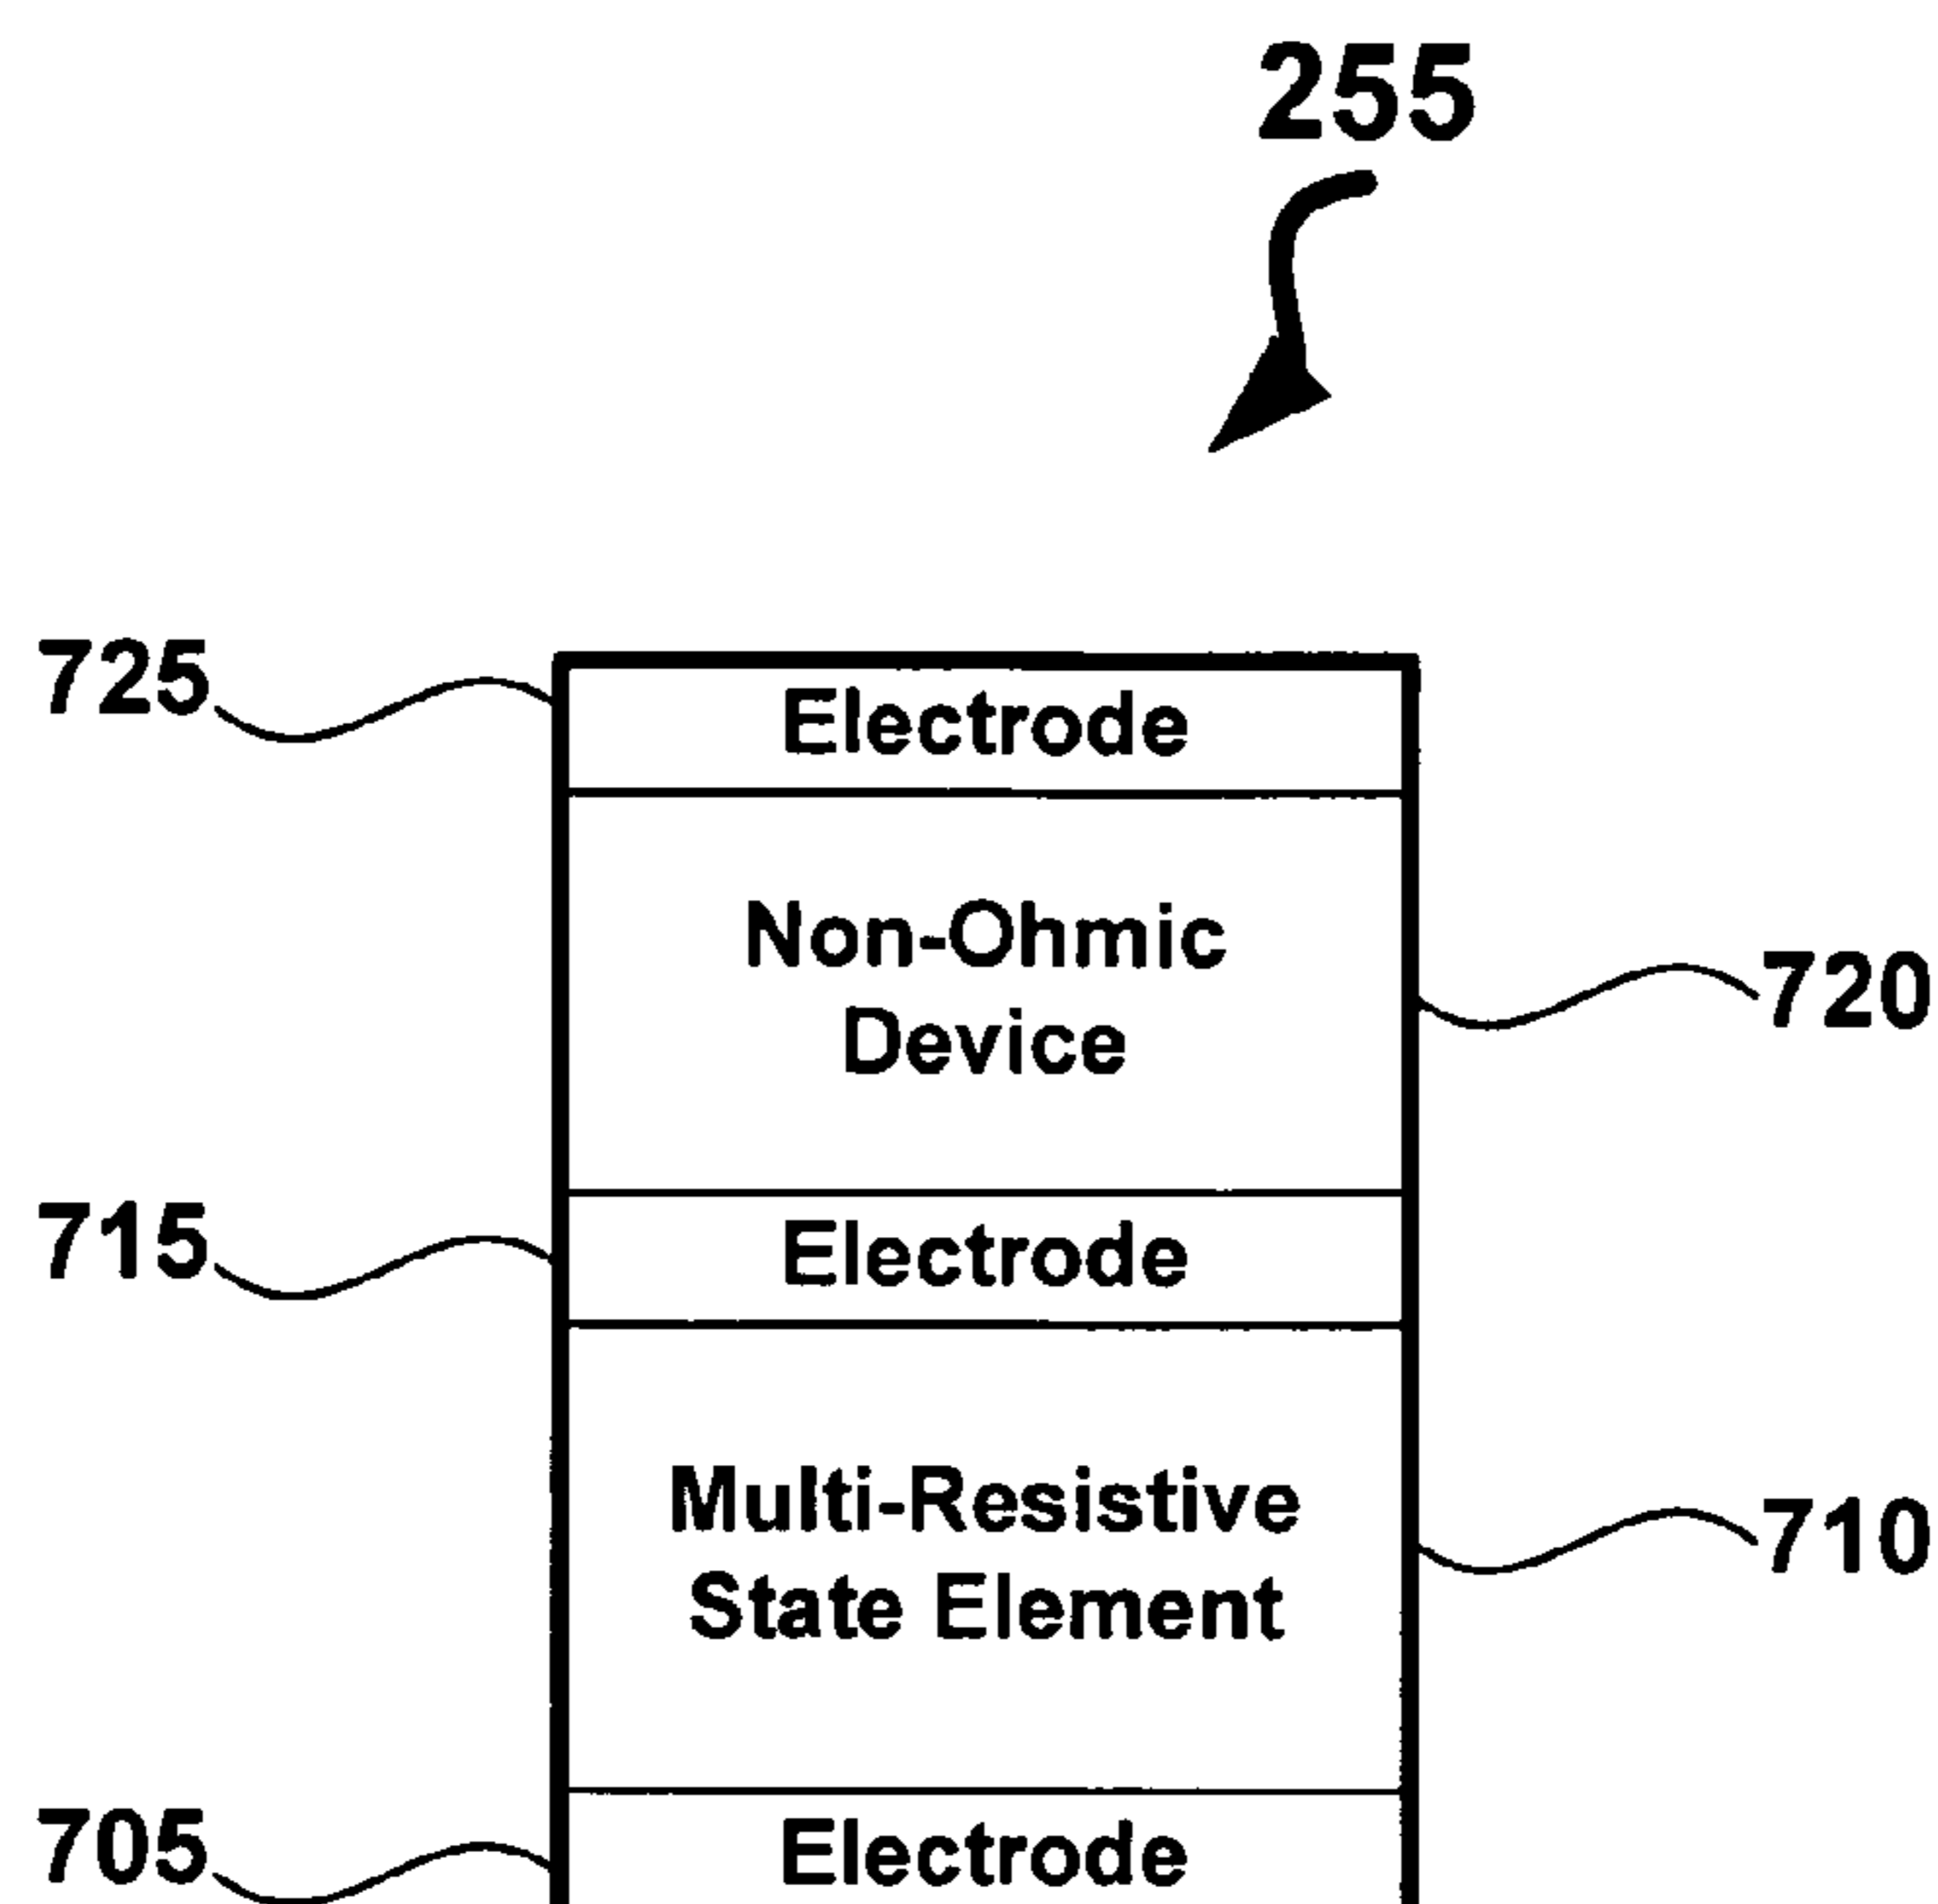 255
725
Electrode
Non-Ohmic
Device
720
715
Electrode
Multi-Resistive
State Element
710
705
Electrode